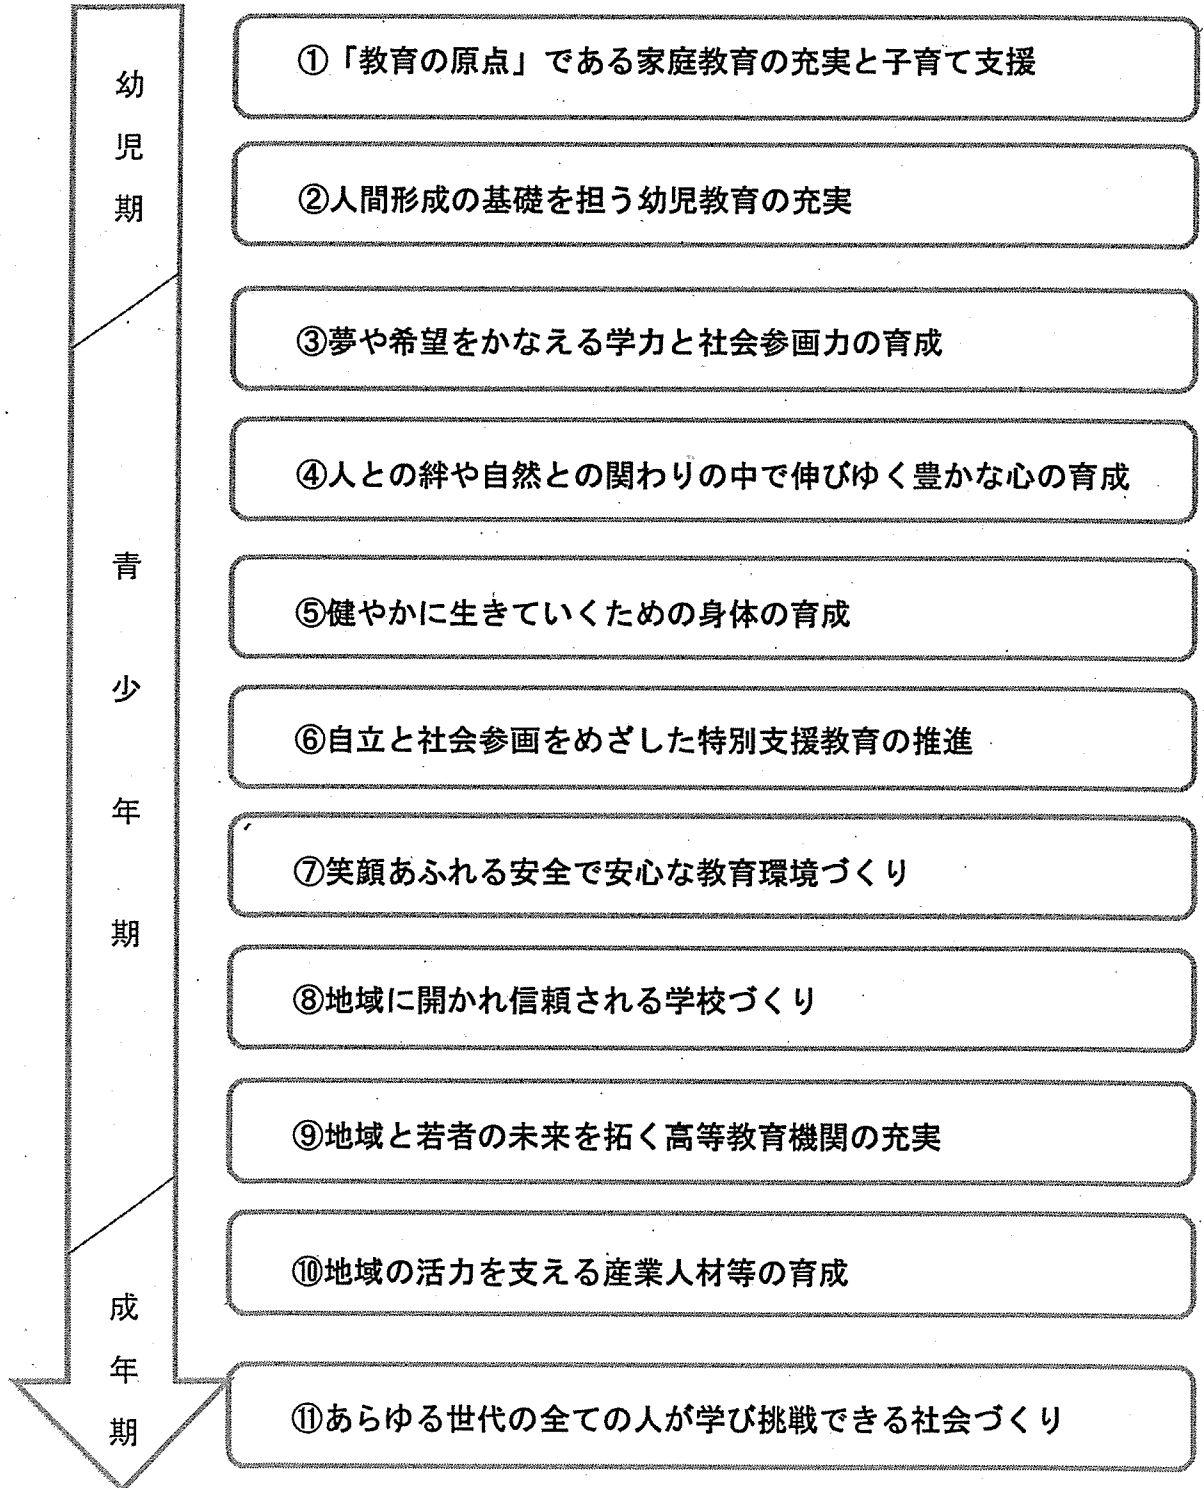 幼児期
①「教育の原点」である家庭教育の充実と子育て支援
②人間形成の基礎を担う幼児教育の充実
青少年期
③夢や希望をかなえる学力と社会参画力の育成
④人との絆や自然との関わりの中で伸びゆく豊かな心の育成
⑤健やかに生きていくための身体の育成
⑥自立と社会参画をめざした特別支援教育の推進
⑦笑顔あふれる安全で安心な教育環境づくり
⑧地域に開かれ信頼される学校づくり
⑨地域と若者の未来を拓く高等教育機関の充実
成年期
⑩地域の活力を支える産業人材等の育成
⑪あらゆる世代の全ての人が学び挑戦できる社会づくり